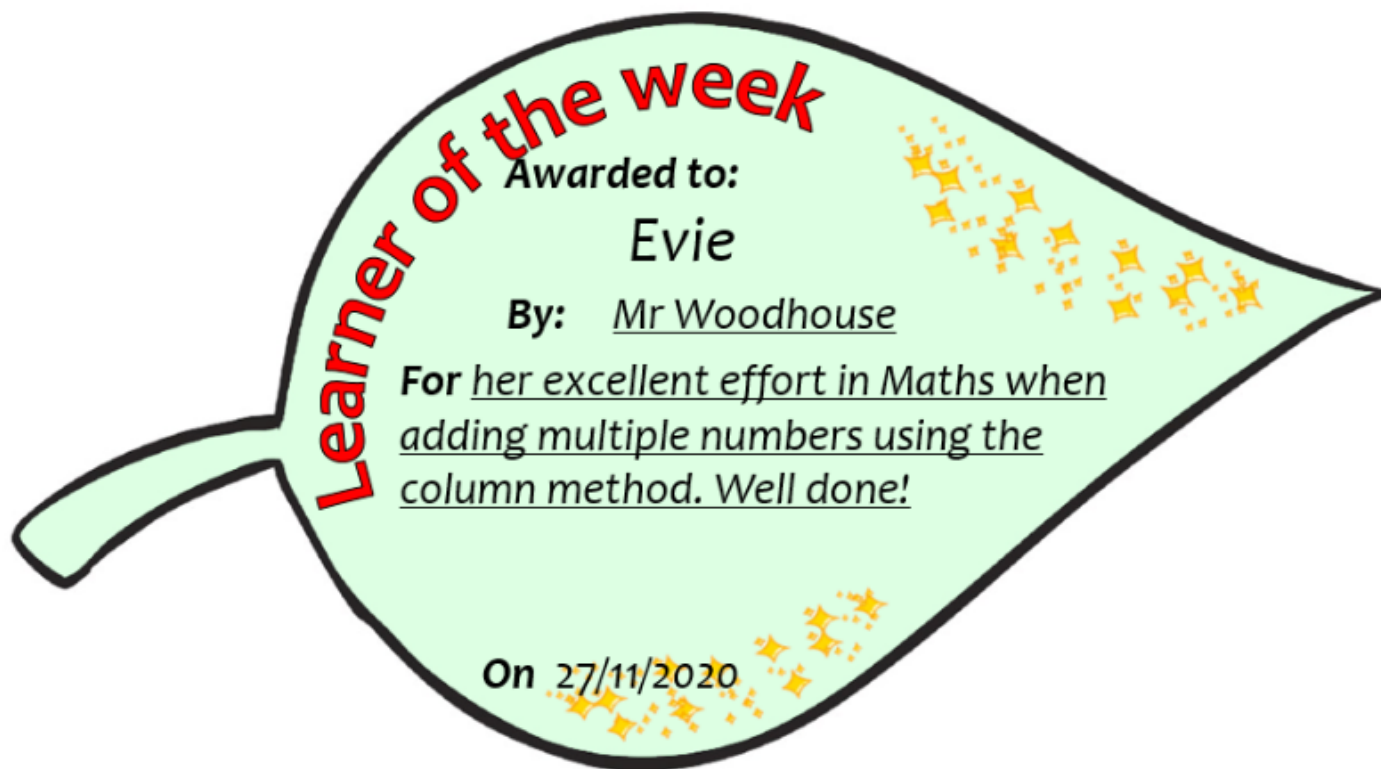 Learner of the week
Awarded to:
Evie
By: Mr Woodhouse
For her excellent effort in Maths when
adding multiple numbers using the
column method. Well done!
On 27/11/2020